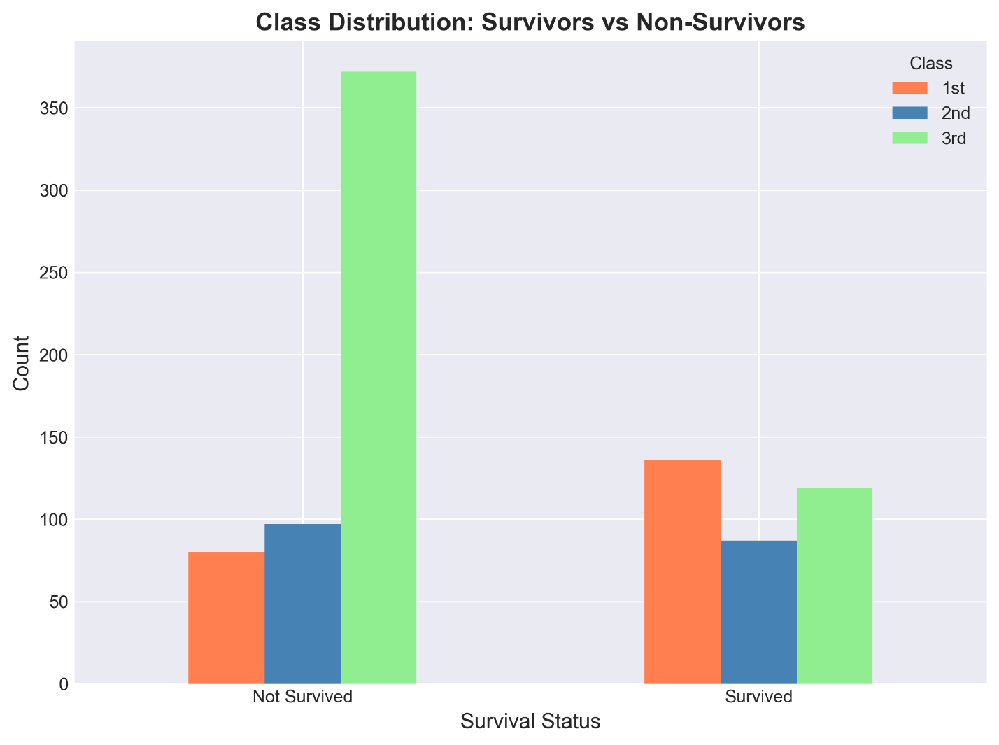 Class Distribution: Survivors vs Non-Survivors
Class
1st
2nd
3rd
350
300
250
200
150
100
50
0
Count
Not Survived
Survived
Survival Status